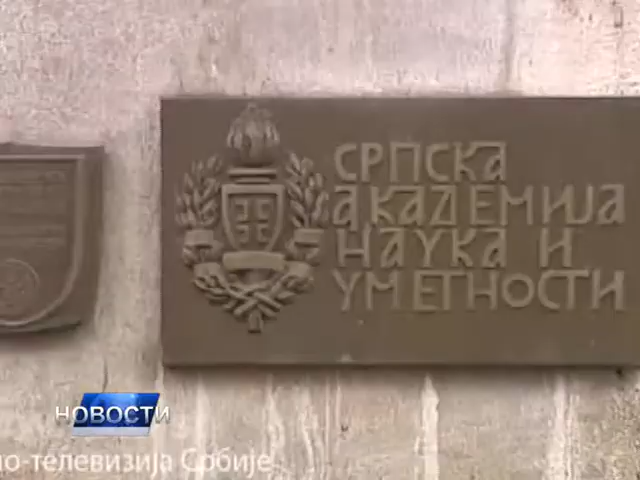 СРПСКА
АКАДЕМИЈА
НАУКА И
УМЕТНОСТИ
НОВОСТИ
о-телевизија Србије